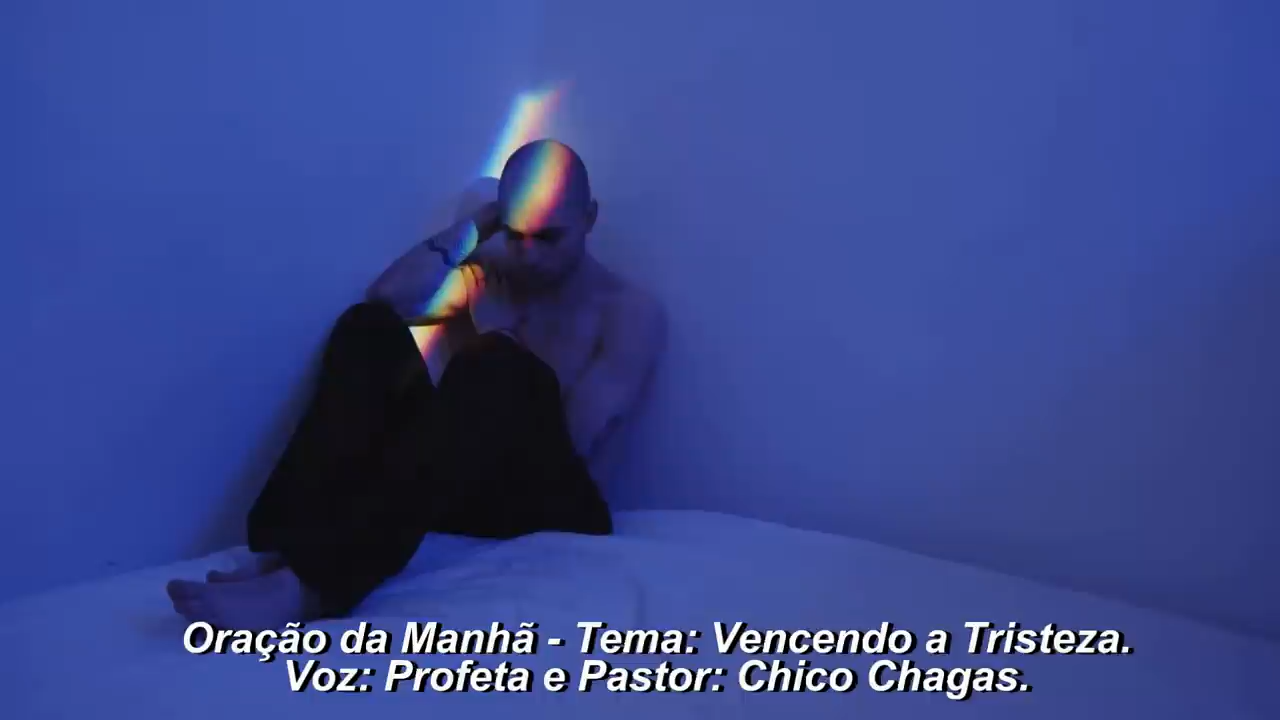 Oração da Manhã - Tema: Vencendo a Tristeza.
Voz: Profeta e Pastor: Chico Chagas.